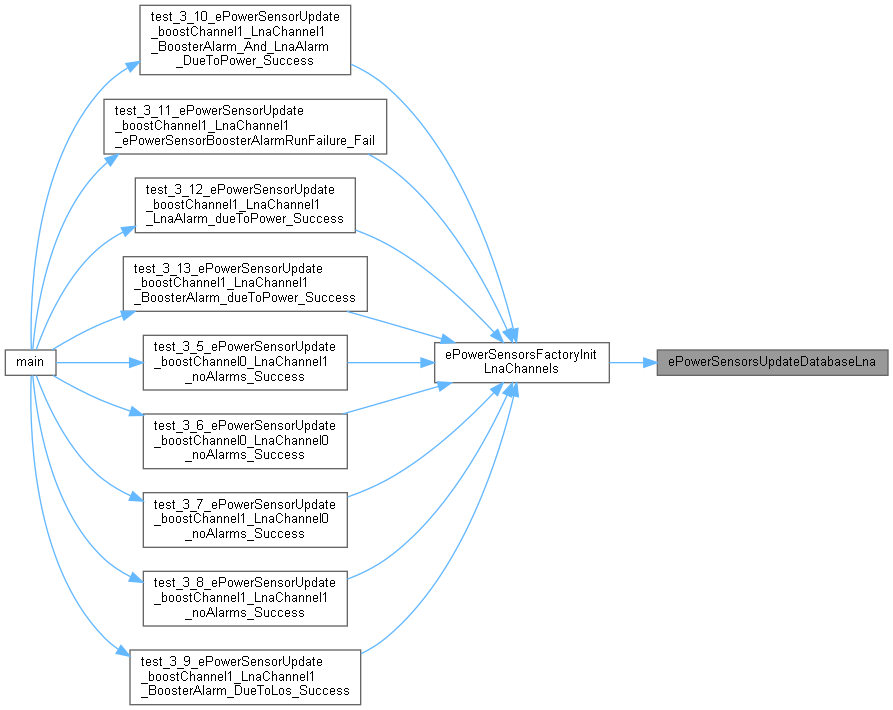 test_3_10_ePowerSensorUpdate
_boostChannel1_LnaChannel1
_BoosterAlarm_And_LnaAlarm
_DueToPower_Success
test_3_11_ePowerSensorUpdate
_boostChannel1_LnaChannel1
_ePowerSensorBoosterAlarmRunFailure_Fail
test_3_12_ePowerSensorUpdate
_boostChannel1_LnaChannel1
_LnaAlarm_dueToPower_Success
test_3_13_ePowerSensorUpdate
_boostChannel1_LnaChannel1
_BoosterAlarm_dueToPower_Success
main
test_3_5_ePowerSensorUpdate
_boostChannel0_LnaChannel1
_noAlarms_Success
ePowerSensorsFactoryInit
LnaChannels
ePowerSensorsUpdateDatabaseLna
test_3_6_ePowerSensorUpdate
_boostChannel0_LnaChannel0
_noAlarms_Success
test_3_7_ePowerSensorUpdate
_boostChannel1_LnaChannel0
_noAlarms_Success
test_3_8_ePowerSensorUpdate
_boostChannel1_LnaChannel1
_noAlarms_Success
test_3_9_ePowerSensorUpdate
_boostChannel1_LnaChannel1
_BoosterAlarm_DueToLos_Success